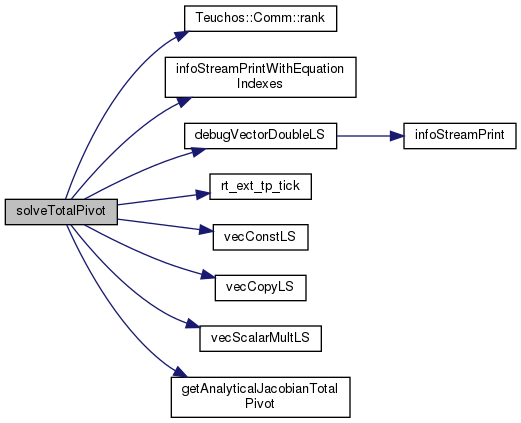 Teuchos::Comm::rank
infoStreamPrintWithEquation
Indexes
debugVectorDoubleLS
infoStreamPrint
rt_ext_tp_tick
solveTotalPivot
vecConstLS
vecCopyLS
vecScalarMultLS
getAnalyticalJacobianTotal
Pivot